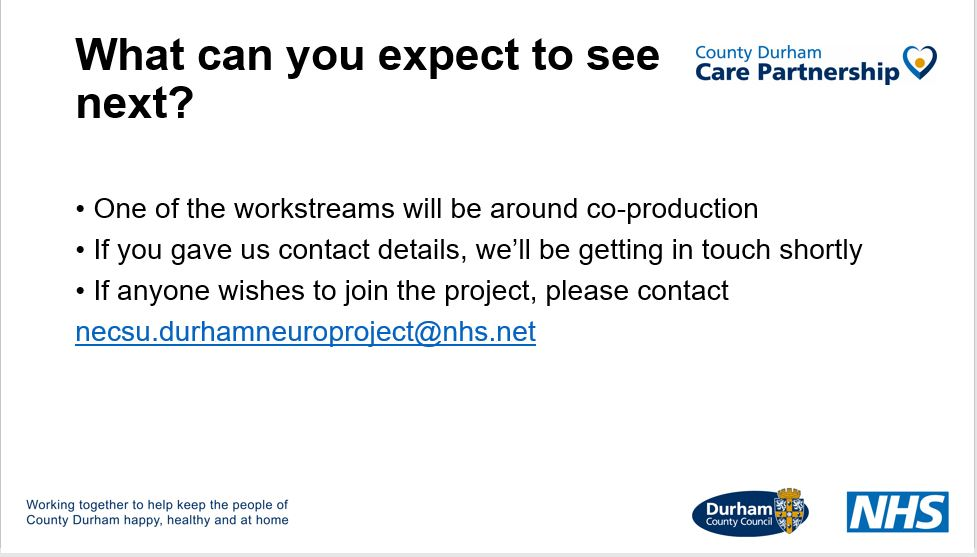 What can you expect to see
next?
County Durham
Care Partnership
• One of the workstreams will be around co-production
• If you gave us contact details, we’ll be getting in touch shortly
• If anyone wishes to join the project, please contact
necsu.durhamneuroproject@nhs.net
Working together to help keep the people of
County Durham happy, healthy and at home
Durham
County Council
NHS